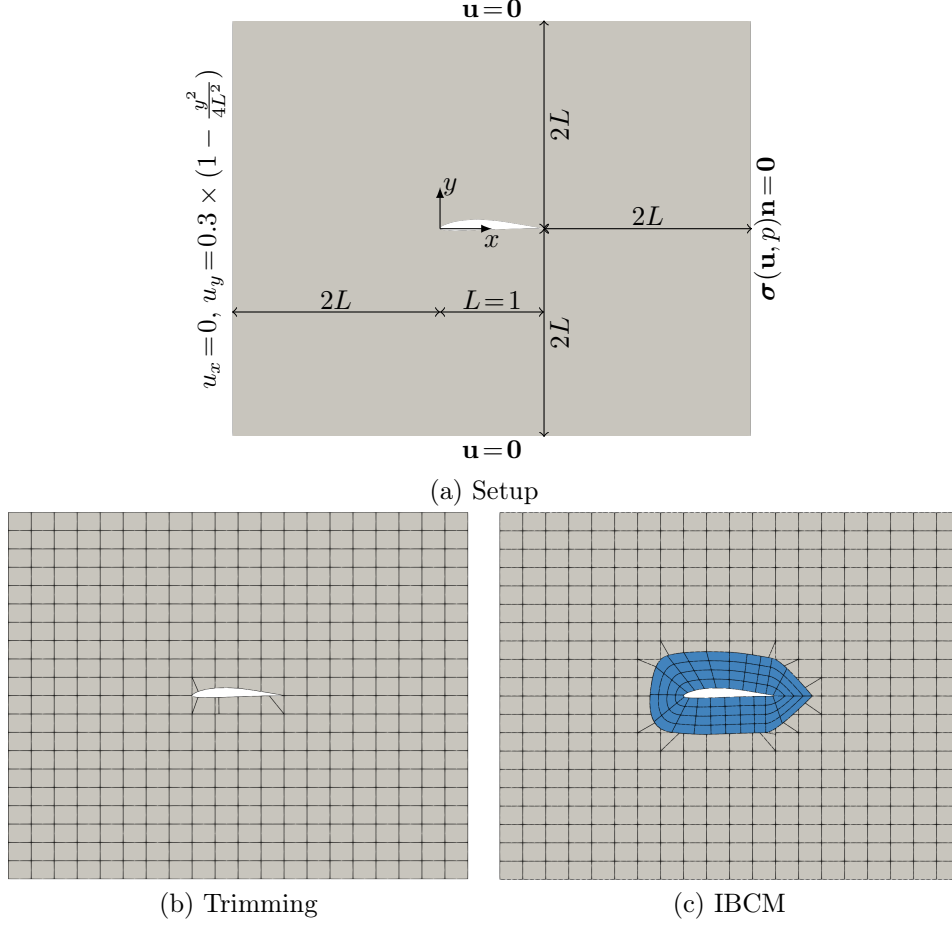 u=0
u_x=0, u_y=0.3 × (1 − y²/4L²)
2L
y
x
2L
σ(u, p)n=0
2L
L=1
2L
u=0
(a) Setup
(b) Trimming
(c) IBCM